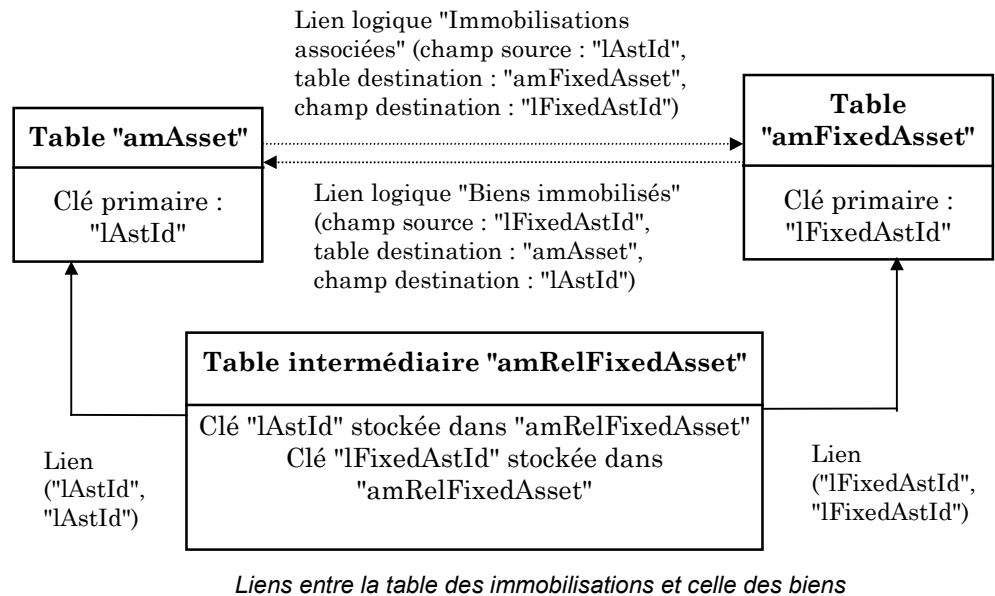 Lien logique "Immobilisations
associées" (champ source : "lAstId",
table destination : "amFixedAsset",
champ destination : "lFixedAstId")
Table "amAsset"
Clé primaire :
"lAstId"
Table
"amFixedAsset"
Clé primaire :
"lFixedAstId"
Lien logique "Biens immobilisés"
(champ source : "lFixedAstId",
table destination : "amAsset",
champ destination : "lAstId")
Table intermédiaire "amRelFixedAsset"
Clé "lAstId" stockée dans "amRelFixedAsset"
Clé "lFixedAstId" stockée dans
"amRelFixedAsset"
Lien
("lAstId",
"lAstId")
Lien
("lFixedAstId",
"lFixedAstId")
Liens entre la table des immobilisations et celle des biens